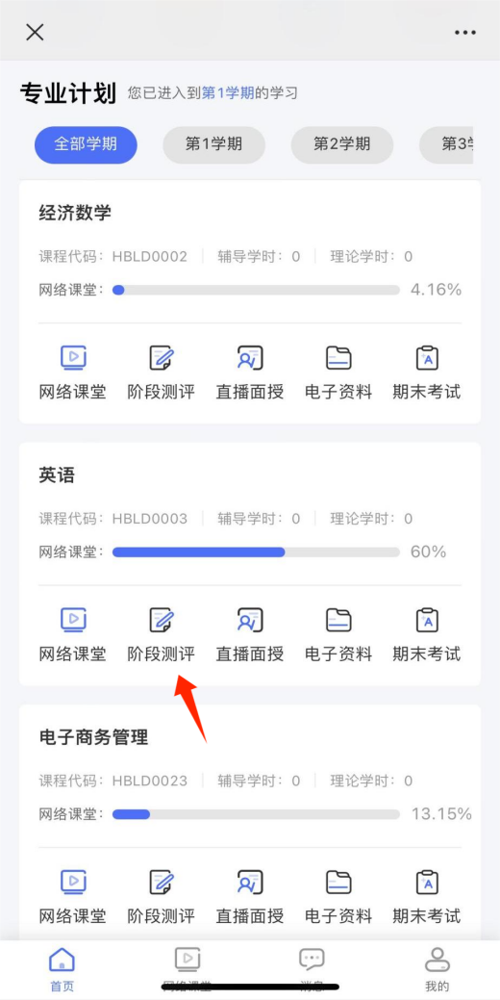 专业计划 您已进入到第1学期的学习
全部学期 第1学期 第2学期 第3
经济数学
课程代码：HBLD0002 辅导学时：0 理论学时：0
网络课堂： 4.16%
网络课堂 阶段测评 直播面授 电子资料 期末考试
英语
课程代码：HBLD0003 辅导学时：0 理论学时：0
网络课堂： 60%
网络课堂 阶段测评 直播面授 电子资料 期末考试
电子商务管理
课程代码：HBLD0023 辅导学时：0 理论学时：0
网络课堂： 13.15%
网络课堂 阶段测评 直播面授 电子资料 期末考试
首页 网络课堂 消息 我的